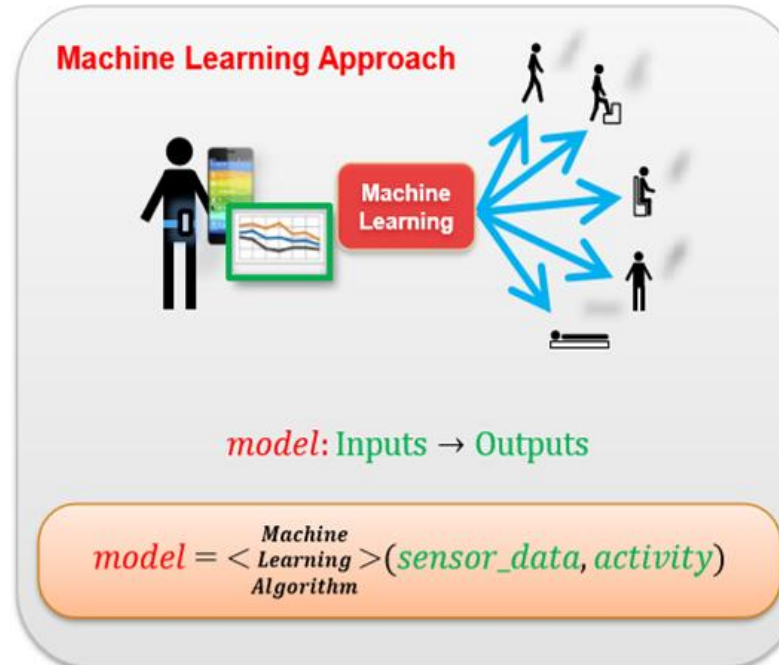 Machine Learning Approach
Machine
Learning
model: Inputs → Outputs
Machine
model = < Learning >(sensor_data, activity)
Algorithm